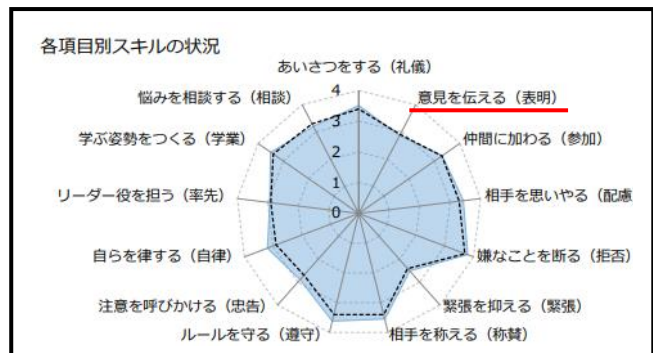 各項目別スキルの状況
あいさつをする（礼儀）
意見を伝える（表明）
仲間に加わる（参加）
相手を思いやる（配慮
嫌なことを断る（拒否）
緊張を抑える（緊張）
相手を称える（称賛）
ルールを守る（遵守）
注意を呼びかける（忠告）
自らを律する（自律）
リーダー役を担う（率先）
学ぶ姿勢をつくる（学業）
悩みを相談する（相談）
4
3
2
1
0